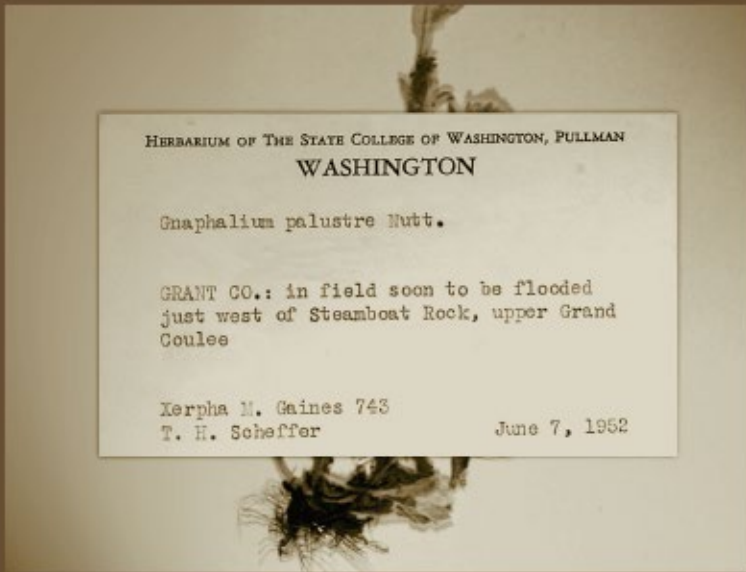 HERBARIUM OF THE STATE COLLEGE OF WASHINGTON, PULLMAN
WASHINGTON
Gnaphalium palustre Nutt.
GRANT CO.: in field soon to be flooded
just west of Steamboat Rock, upper Grand
Coulee
Xerpha M. Gaines 743
T. H. Scheffer
June 7, 1952